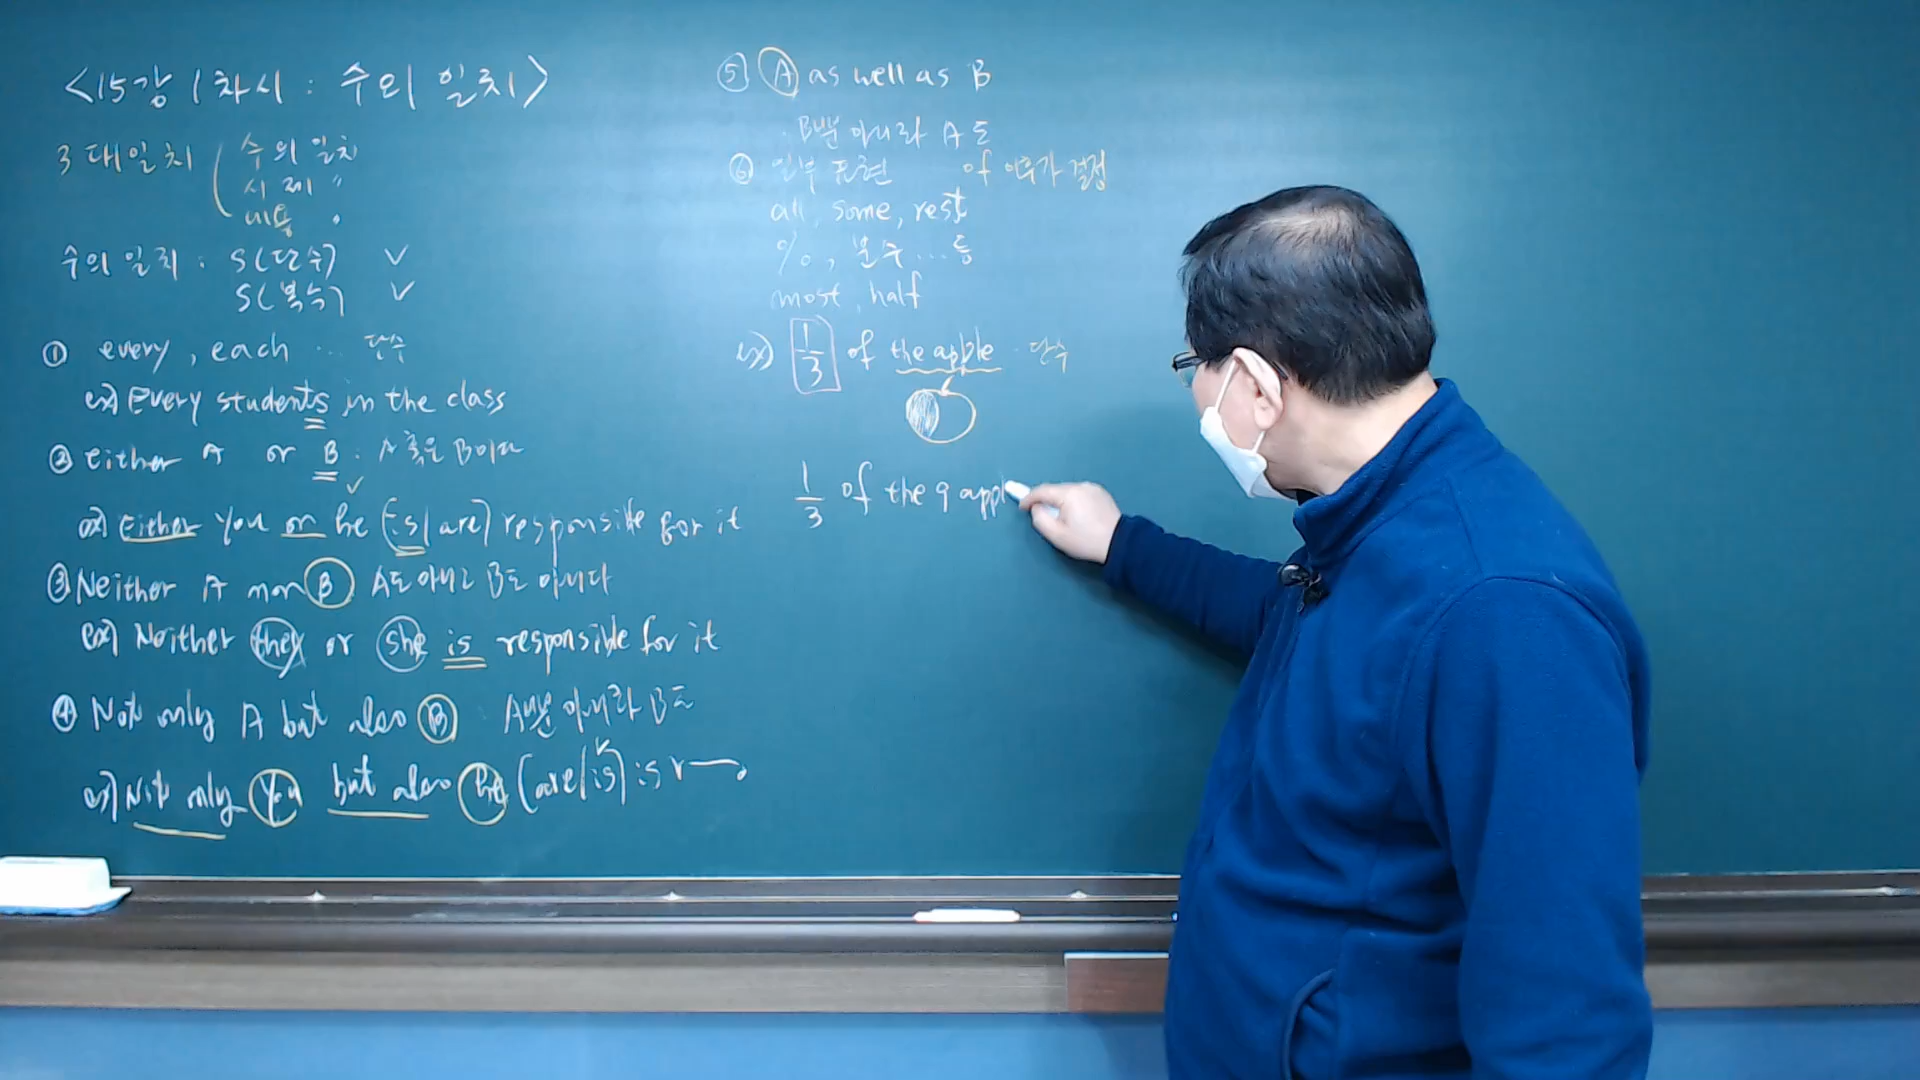 <15강 1차시 : 수의 일치>
3대일치 ( 수의 일치
시제 〃
내용 〃
수의 일치 : S(단수) V
S(복수) V
① every, each … 단수
ex) Every students in the class
② either A or B : A 혹은 B이다
ex) Either you or he (is/are) responsible for it
③ Neither A nor B A도 아니고 B도 아니다
ex) Neither they or she is responsible for it
④ Not only A but also B A뿐 아니라 B도
ex) Not only you but also he (are/is) is r
⑤ A as well as B
B뿐 아니라 A도
⑥ 일부 표현 of 이후가 결정
all, some, rest
%, 분수 … 등
most, half
ex) 1/3 of the apple 단수
1/3 of the 9 appl